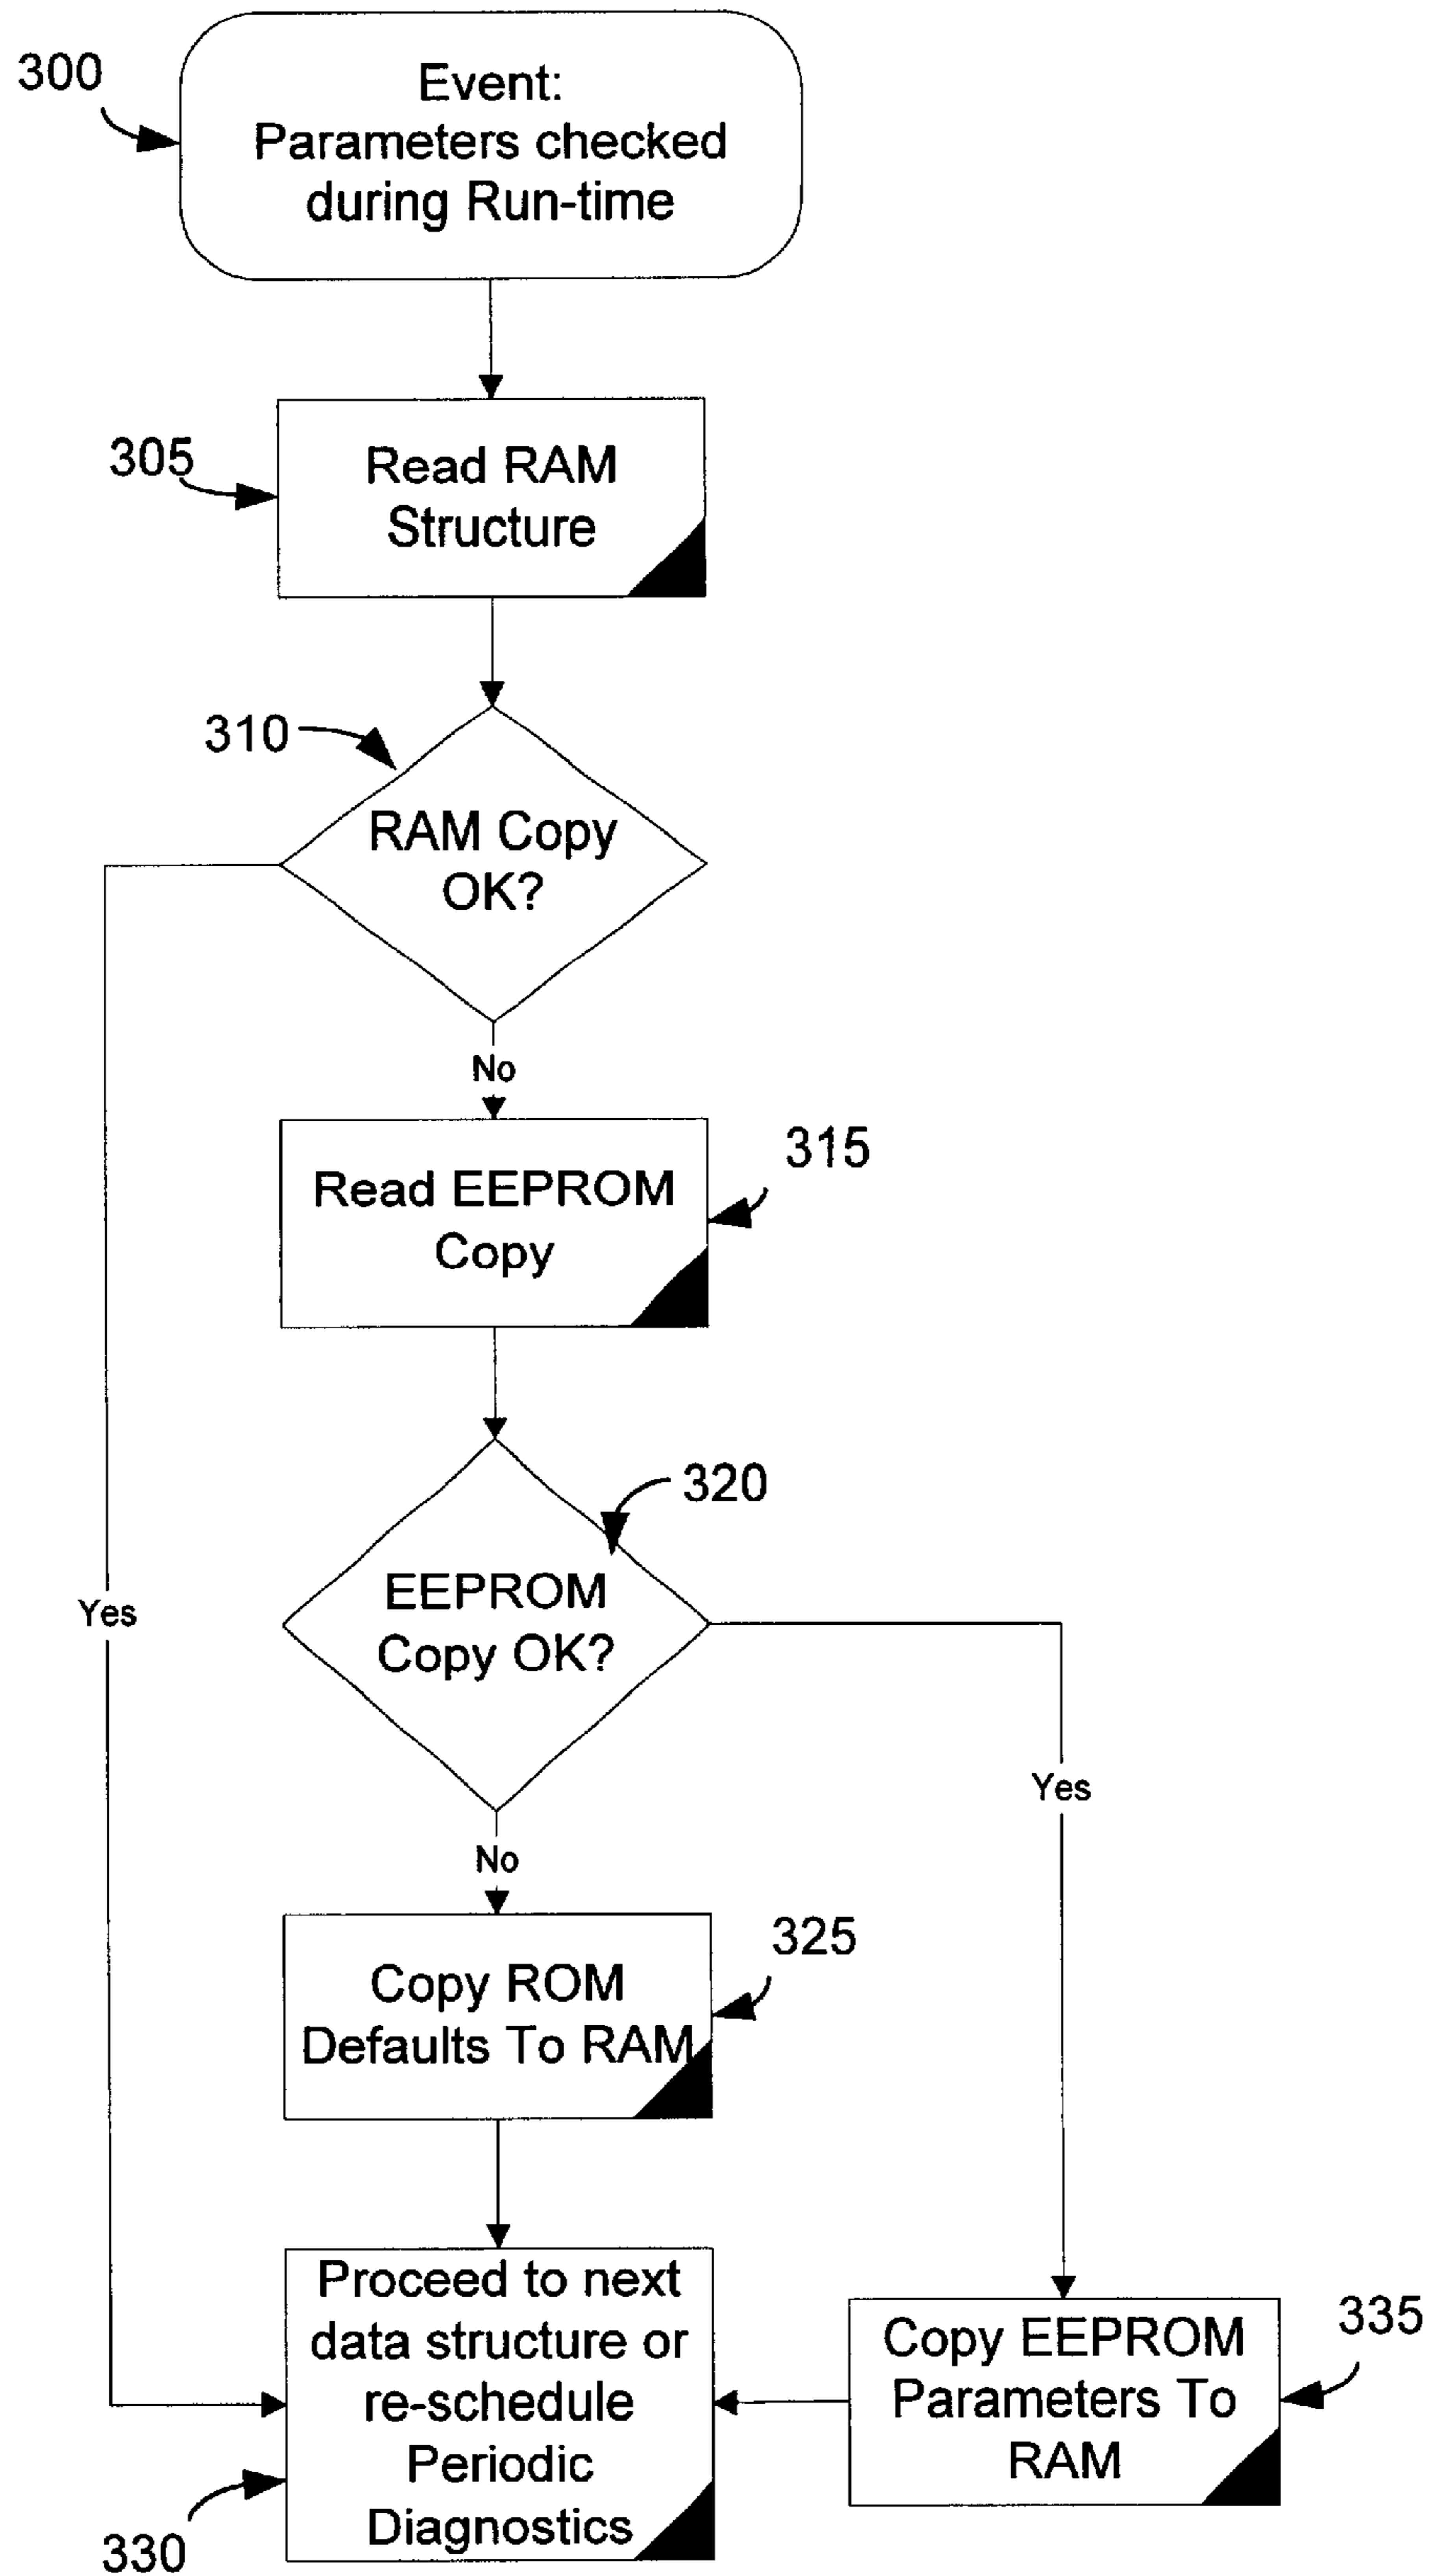 300
Event:
Parameters checked
during Run-time
305
Read RAM
Structure
310
RAM Copy
OK?
No
315
Read EEPROM
Copy
320
EEPROM
Copy OK?
Yes
Yes
No
325
Copy ROM
Defaults To RAM
Proceed to next
data structure or
re-schedule
Periodic
Diagnostics
330
335
Copy EEPROM
Parameters To
RAM